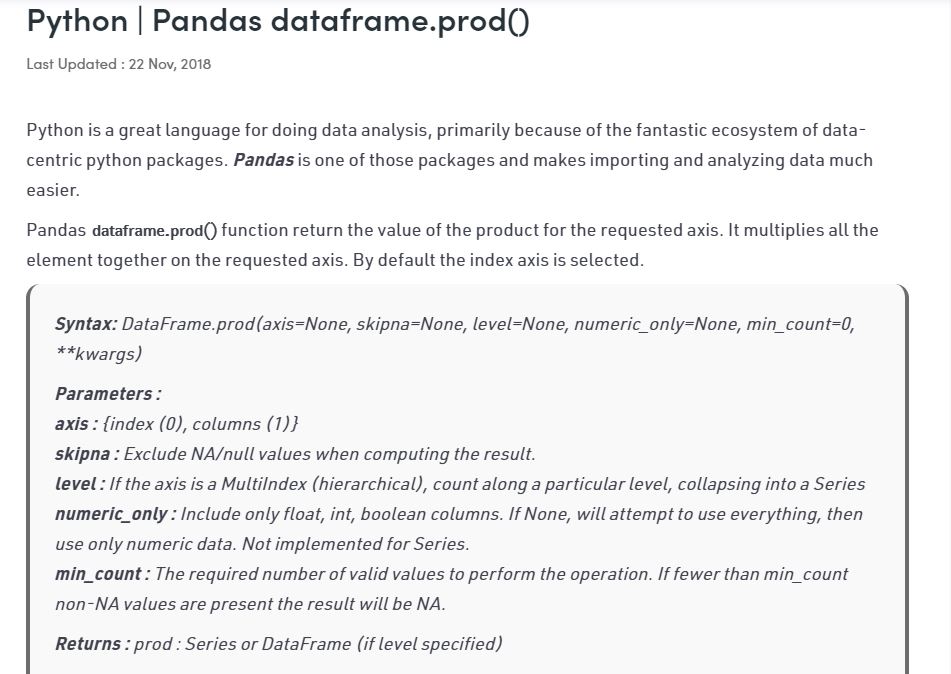 Python | Pandas dataframe.prod()
Last Updated : 22 Nov, 2018
Python is a great language for doing data analysis, primarily because of the fantastic ecosystem of data-
centric python packages. Pandas is one of those packages and makes importing and analyzing data much
easier.
Pandas dataframe.prod() function return the value of the product for the requested axis. It multiplies all the
element together on the requested axis. By default the index axis is selected.
Syntax: DataFrame.prod(axis=None, skipna=None, level=None, numeric_only=None, min_count=0,
**kwargs)
Parameters :
axis : {index (0), columns (1)}
skipna : Exclude NA/null values when computing the result.
level : If the axis is a MultiIndex (hierarchical), count along a particular level, collapsing into a Series
numeric_only : Include only float, int, boolean columns. If None, will attempt to use everything, then
use only numeric data. Not implemented for Series.
min_count : The required number of valid values to perform the operation. If fewer than min_count
non-NA values are present the result will be NA.
Returns : prod : Series or DataFrame (if level specified)